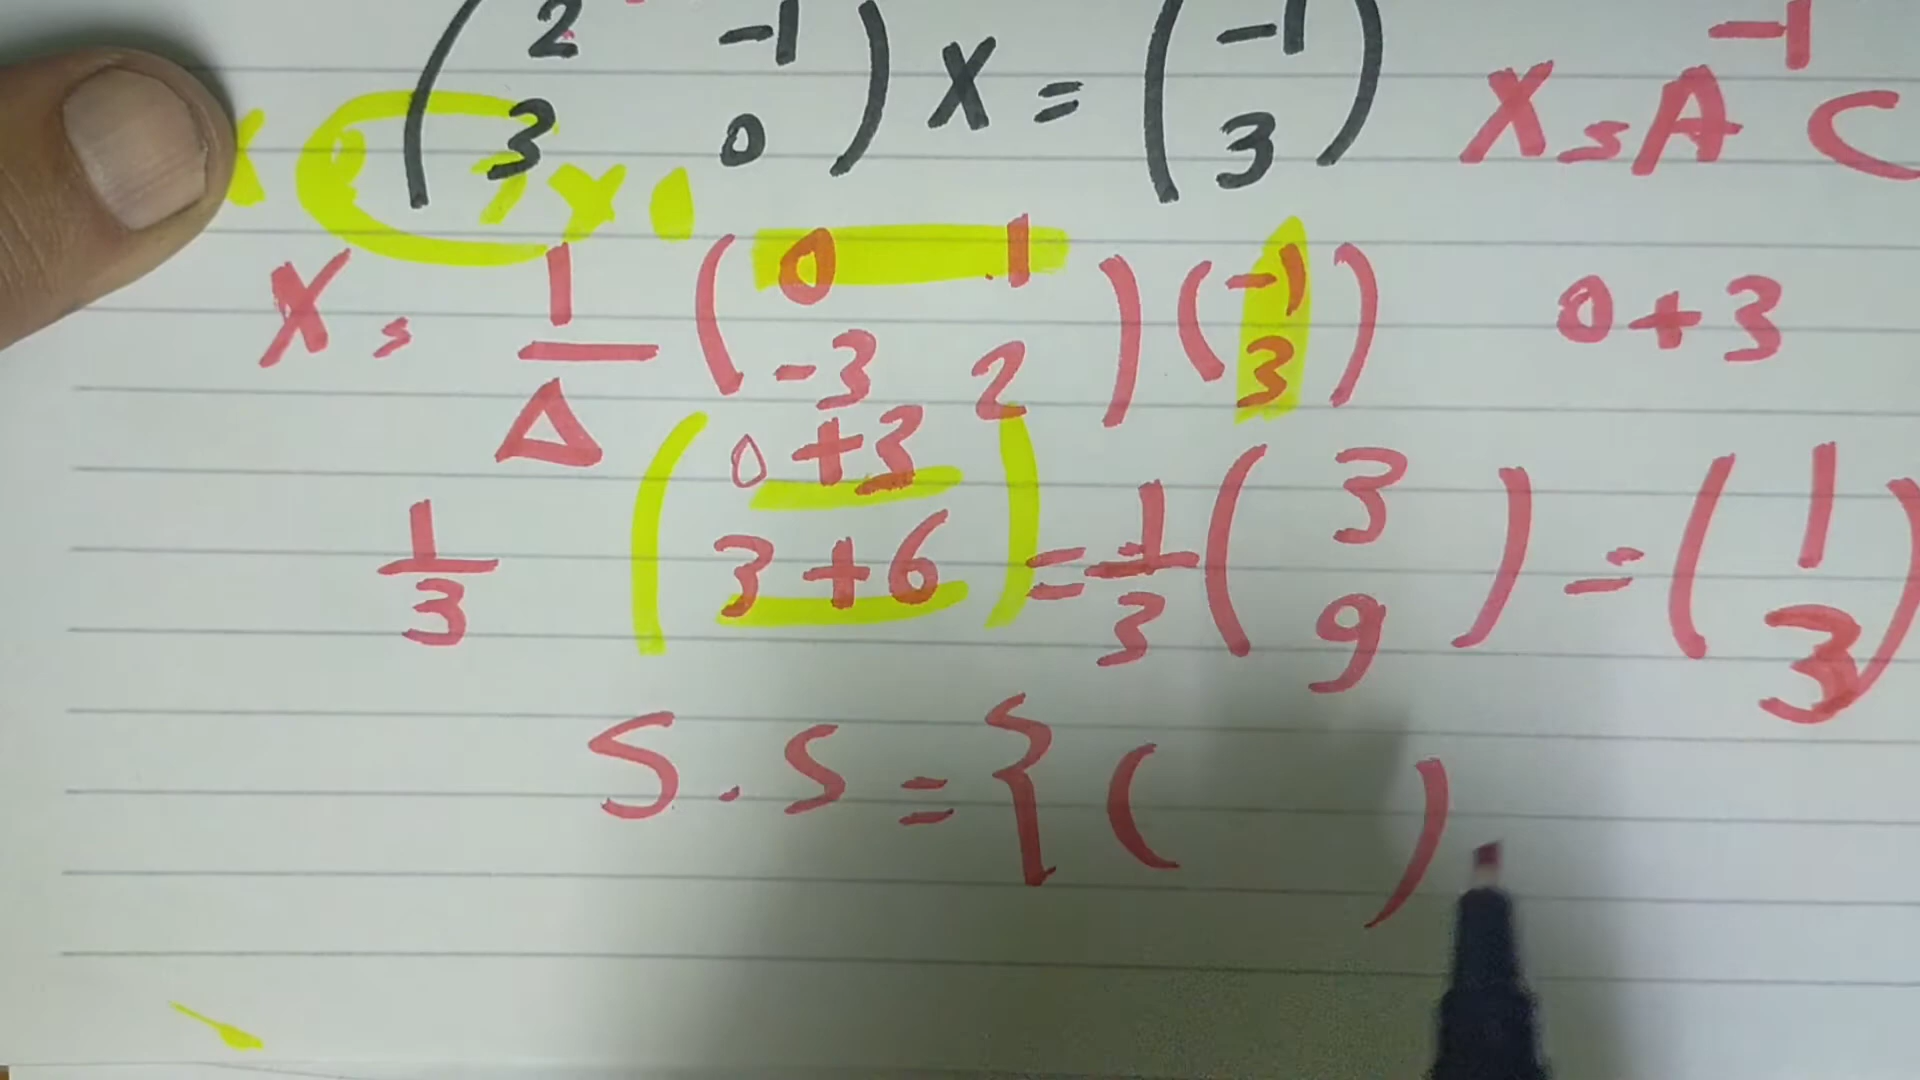 ( 2 -1 ) X = ( -1 )   X = A^-1 C
( 3 0 )       ( 3 )
X = 1/Δ ( 0 1 ) ( -1 )   0 + 3
( -3 2 ) ( 3 )
1/3 ( 0 + 3 ) = 1/3 ( 3 ) = ( 1 )
( 3 + 6 )       ( 9 )   ( 3 )
S . S = { (   )